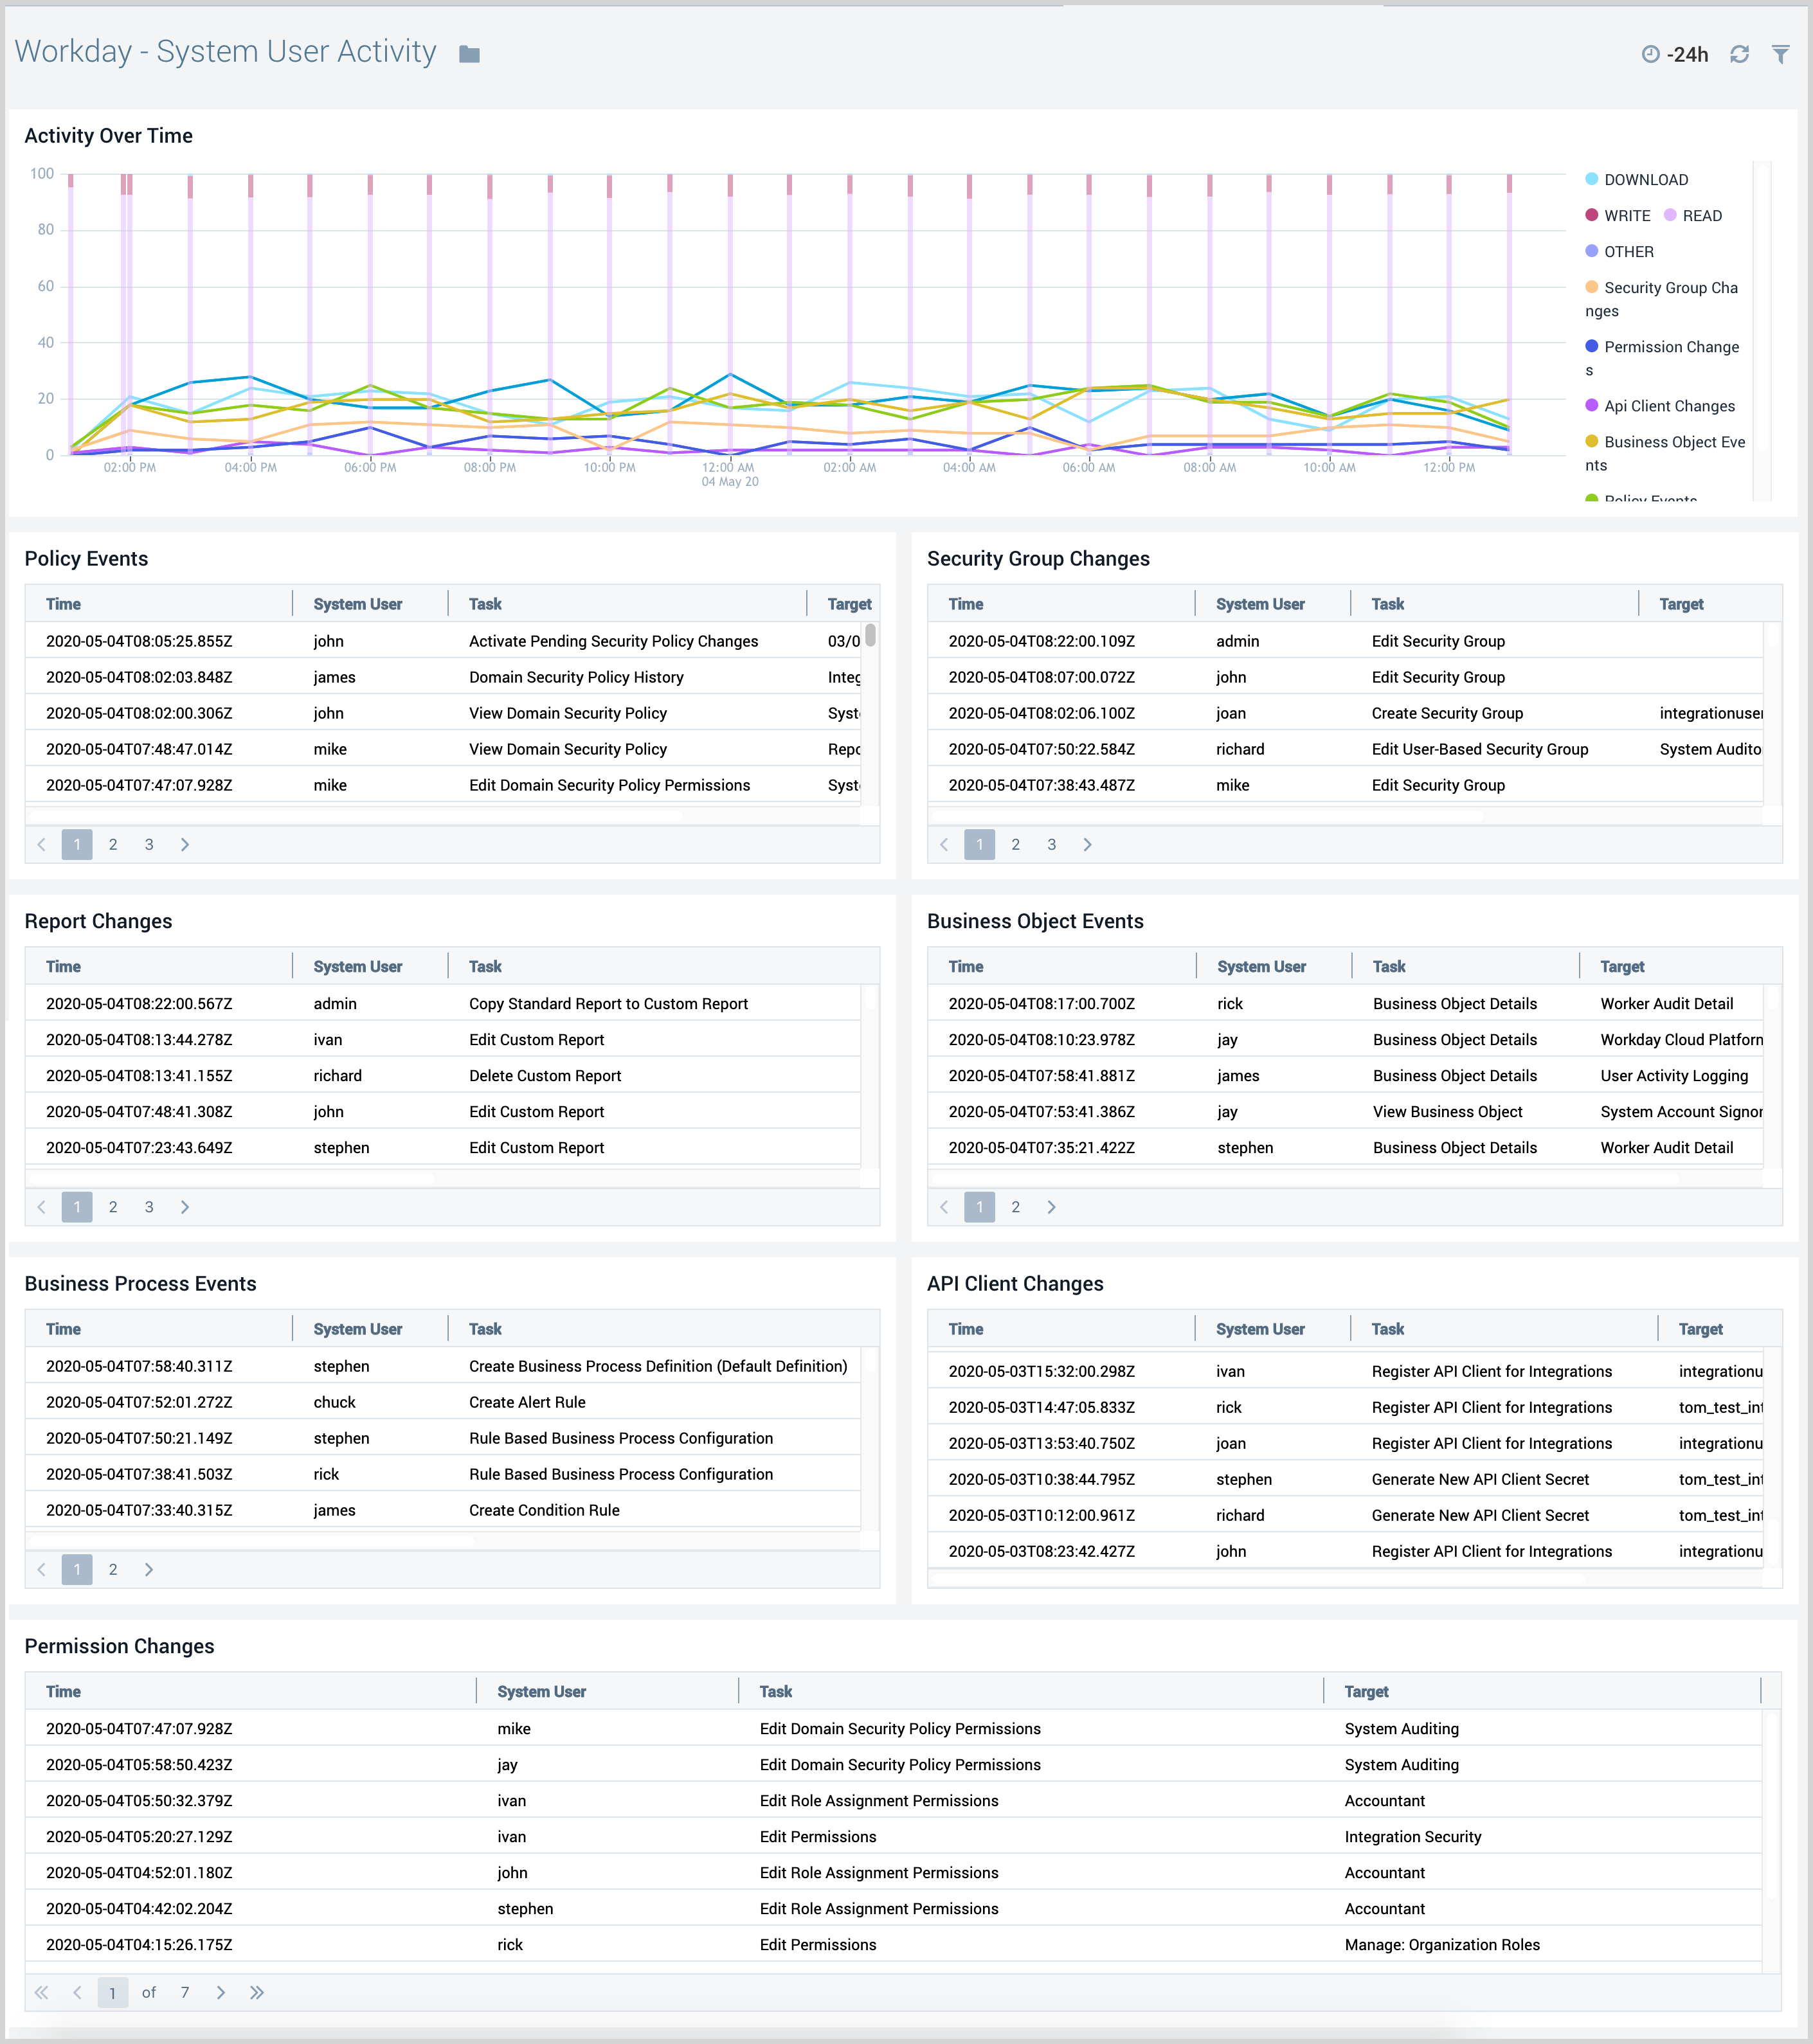 Workday - System User Activity
-24h
Activity Over Time
100
80
60
40
20
0
02:00 PM 04:00 PM 06:00 PM 08:00 PM 10:00 PM 12:00 AM 02:00 AM 04:00 AM 06:00 AM 08:00 AM 10:00 AM 12:00 PM
04 May 20
DOWNLOAD
WRITE READ
OTHER
Security Group Cha
nges
Permission Change
s
Api Client Changes
Business Object Eve
nts
Policy Events
Policy Events
Time System User Task Target
2020-05-04T08:05:25.855Z john Activate Pending Security Policy Changes 03/0
2020-05-04T08:02:03.848Z james Domain Security Policy History Integ
2020-05-04T08:02:00.306Z john View Domain Security Policy Syst
2020-05-04T07:48:47.014Z mike View Domain Security Policy Repo
2020-05-04T07:47:07.928Z mike Edit Domain Security Policy Permissions Syst
1 2 3
Security Group Changes
Time System User Task Target
2020-05-04T08:22:00.109Z admin Edit Security Group
2020-05-04T08:07:00.072Z john Edit Security Group
2020-05-04T08:02:06.100Z joan Create Security Group integrationuser
2020-05-04T07:50:22.584Z richard Edit User-Based Security Group System Audito
2020-05-04T07:38:43.487Z mike Edit Security Group
1 2 3
Report Changes
Time System User Task
2020-05-04T08:22:00.567Z admin Copy Standard Report to Custom Report
2020-05-04T08:13:44.278Z ivan Edit Custom Report
2020-05-04T08:13:41.155Z richard Delete Custom Report
2020-05-04T07:48:41.308Z john Edit Custom Report
2020-05-04T07:23:43.649Z stephen Edit Custom Report
1 2 3
Business Object Events
Time System User Task Target
2020-05-04T08:17:00.700Z rick Business Object Details Worker Audit Detail
2020-05-04T08:10:23.978Z jay Business Object Details Workday Cloud Platform
2020-05-04T07:58:41.881Z james Business Object Details User Activity Logging
2020-05-04T07:53:41.386Z jay View Business Object System Account Signon
2020-05-04T07:35:21.422Z stephen Business Object Details Worker Audit Detail
1 2
Business Process Events
Time System User Task
2020-05-04T07:58:40.311Z stephen Create Business Process Definition (Default Definition)
2020-05-04T07:52:01.272Z chuck Create Alert Rule
2020-05-04T07:50:21.149Z stephen Rule Based Business Process Configuration
2020-05-04T07:38:41.503Z rick Rule Based Business Process Configuration
2020-05-04T07:33:40.315Z james Create Condition Rule
1 2
API Client Changes
Time System User Task Target
2020-05-03T15:32:00.298Z ivan Register API Client for Integrations integrationu
2020-05-03T14:47:05.833Z rick Register API Client for Integrations tom_test_int
2020-05-03T13:53:40.750Z joan Register API Client for Integrations integrationu
2020-05-03T10:38:44.795Z stephen Generate New API Client Secret tom_test_int
2020-05-03T10:12:00.961Z richard Generate New API Client Secret tom_test_int
2020-05-03T08:23:42.427Z john Register API Client for Integrations integrationu
Permission Changes
Time System User Task Target
2020-05-04T07:47:07.928Z mike Edit Domain Security Policy Permissions System Auditing
2020-05-04T05:58:50.423Z jay Edit Domain Security Policy Permissions System Auditing
2020-05-04T05:50:32.379Z ivan Edit Role Assignment Permissions Accountant
2020-05-04T05:20:27.129Z ivan Edit Permissions Integration Security
2020-05-04T04:52:01.180Z john Edit Role Assignment Permissions Accountant
2020-05-04T04:42:02.204Z stephen Edit Role Assignment Permissions Accountant
2020-05-04T04:15:26.175Z rick Edit Permissions Manage: Organization Roles
1 of 7